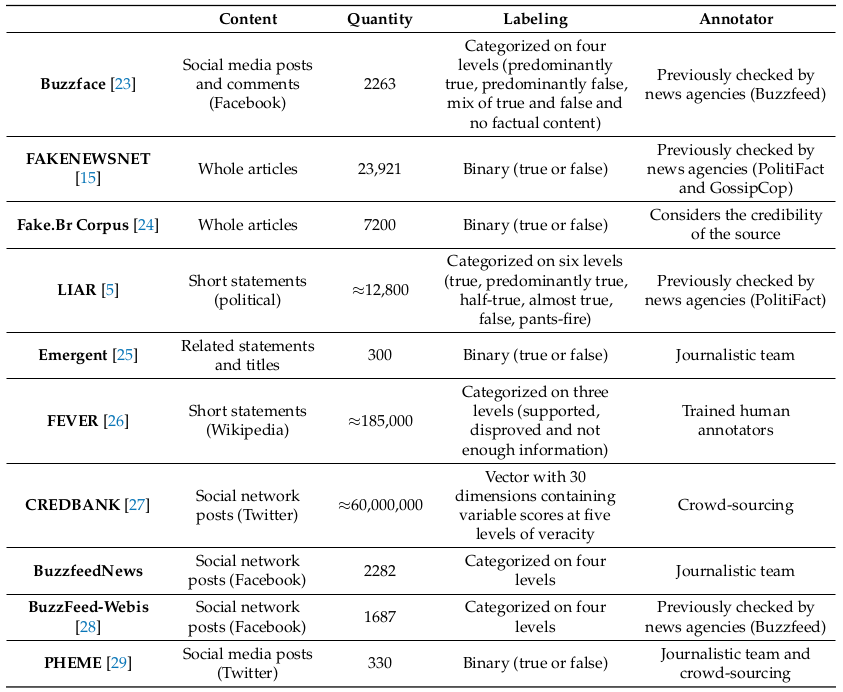 Content Quantity Labeling Annotator
Buzzface [23]
Social media posts
and comments
(Facebook)
2263
Categorized on four
levels (predominantly
true, predominantly false,
mix of true and false and
no factual content)
Previously checked by
news agencies (Buzzfeed)
FAKENEWSNET
[15]
Whole articles
23,921
Binary (true or false)
Previously checked by
news agencies (PolitiFact
and GossipCop)
Fake.Br Corpus [24]
Whole articles
7200
Binary (true or false)
Considers the credibility
of the source
LIAR [5]
Short statements
(political)
≈12,800
Categorized on six levels
(true, predominantly true,
half-true, almost true,
false, pants-fire)
Previously checked by
news agencies (PolitiFact)
Emergent [25]
Related statements
and titles
300
Binary (true or false)
Journalistic team
FEVER [26]
Short statements
(Wikipedia)
≈185,000
Categorized on three
levels (supported,
disproved and not
enough information)
Trained human
annotators
CREDBANK [27]
Social network
posts (Twitter)
≈60,000,000
Vector with 30
dimensions containing
variable scores at five
levels of veracity
Crowd-sourcing
BuzzfeedNews
Social network
posts (Facebook)
2282
Categorized on four
levels
Journalistic team
BuzzFeed-Webis
[28]
Social network
posts (Facebook)
1687
Categorized on four
levels
Previously checked by
news agencies (Buzzfeed)
PHEME [29]
Social media posts
(Twitter)
330
Binary (true or false)
Journalistic team and
crowd-sourcing